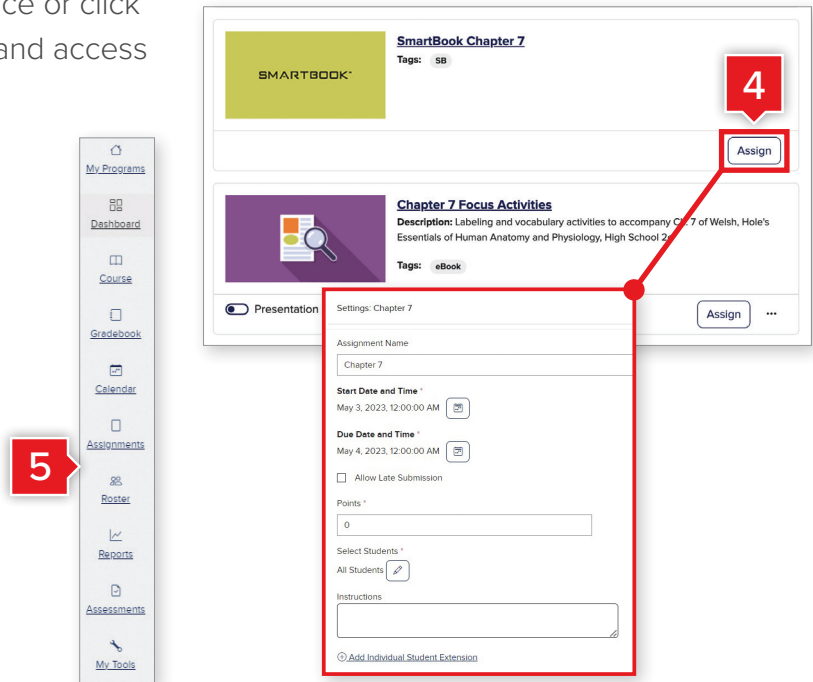 ce or click
and access
SmartBook Chapter 7
Tags: SB
SMARTBOOK
4
Assign
Chapter 7 Focus Activities
Description: Labeling and vocabulary activities to accompany 7 of Welsh, Hole's
Essentials of Human Anatomy and Physiology, High School
Tags: eBook
Presentation
Assign
...
Settings: Chapter 7
Assignment Name
Chapter 7
Start Date and Time *
May 3, 2023, 12:00:00 AM
Due Date and Time *
May 4, 2023, 12:00:00 AM
Allow Late Submission
Points *
0
Select Students *
All Students
Instructions
Add Individual Student Extension
My Programs
Dashboard
Course
Gradebook
Calendar
Assignments
5
Roster
Reports
Assessments
My Tools